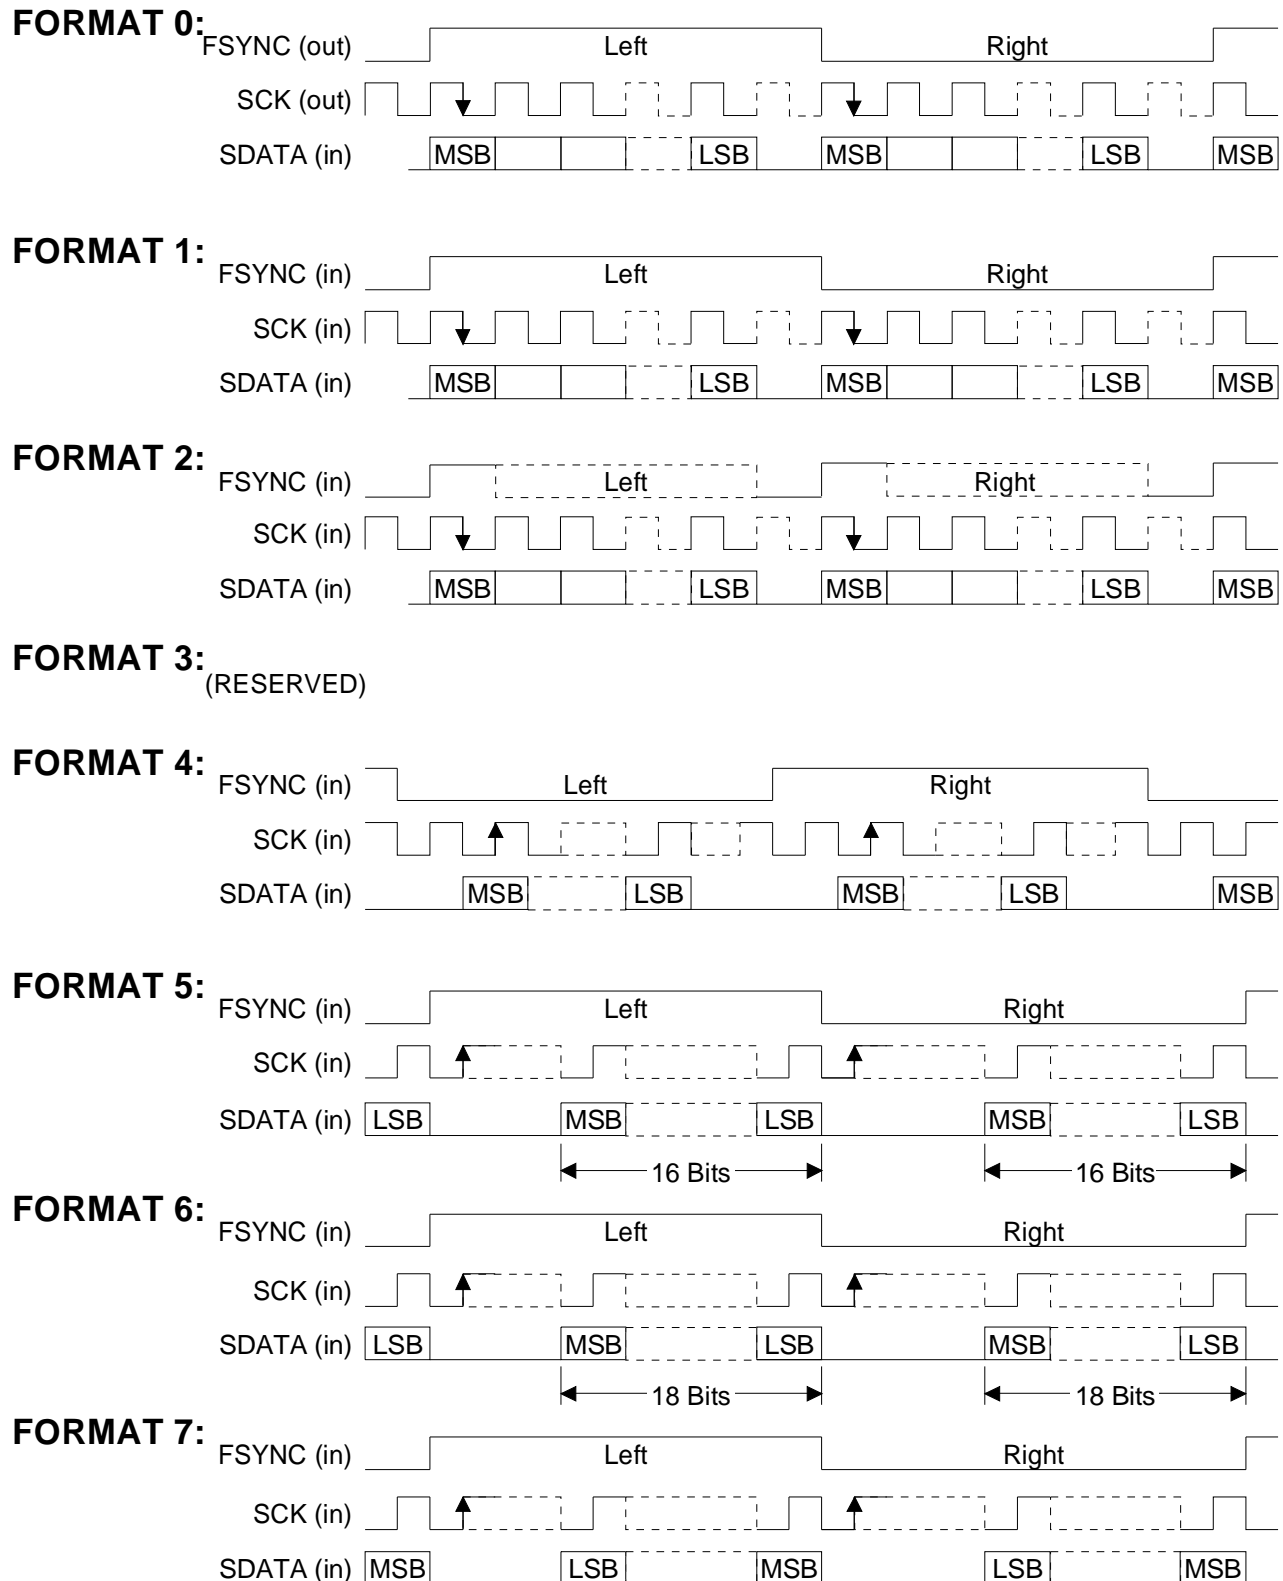 FORMAT 0:
FSYNC (out) Left Right
SCK (out)
SDATA (in) MSB LSB MSB LSB MSB
FORMAT 1:
FSYNC (in) Left Right
SCK (in)
SDATA (in) MSB LSB MSB LSB MSB
FORMAT 2:
FSYNC (in) Left Right
SCK (in)
SDATA (in) MSB LSB MSB LSB MSB
FORMAT 3:
(RESERVED)
FORMAT 4:
FSYNC (in) Left Right
SCK (in)
SDATA (in) MSB LSB MSB LSB MSB
FORMAT 5:
FSYNC (in) Left Right
SCK (in)
SDATA (in) LSB MSB LSB MSB LSB
16 Bits 16 Bits
FORMAT 6:
FSYNC (in) Left Right
SCK (in)
SDATA (in) LSB MSB LSB MSB LSB
18 Bits 18 Bits
FORMAT 7:
FSYNC (in) Left Right
SCK (in)
SDATA (in) MSB LSB MSB LSB MSB